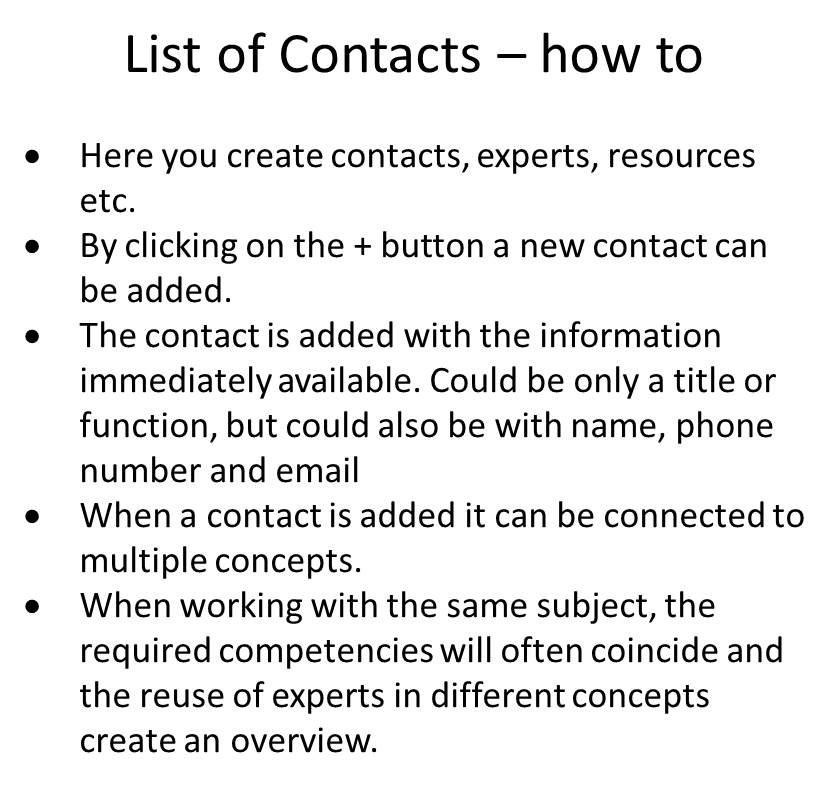 List of Contacts – how to
• Here you create contacts, experts, resources
etc.
• By clicking on the + button a new contact can
be added.
• The contact is added with the information
immediately available. Could be only a title or
function, but could also be with name, phone
number and email
• When a contact is added it can be connected to
multiple concepts.
• When working with the same subject, the
required competencies will often coincide and
the reuse of experts in different concepts
create an overview.